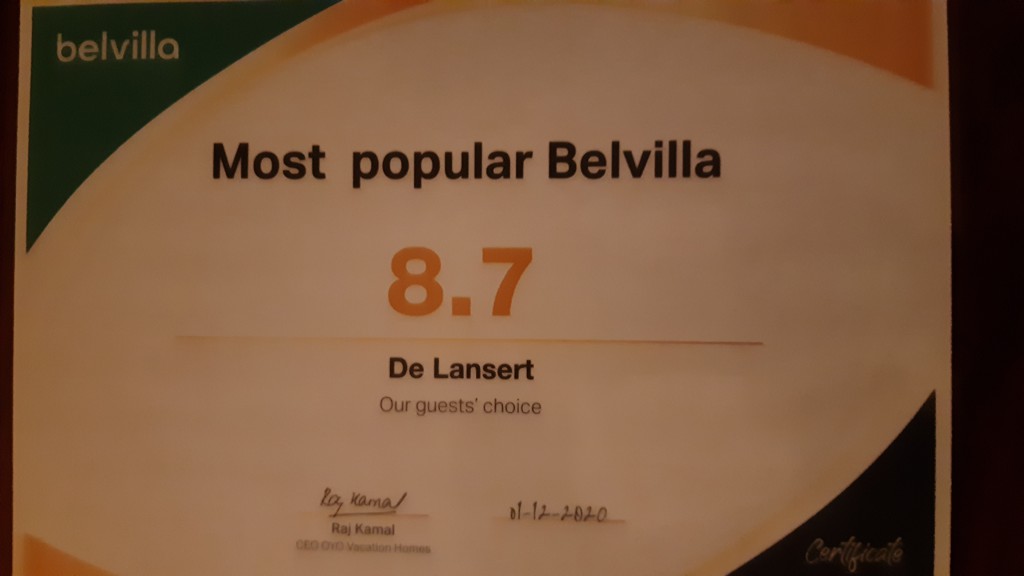 belvilla
Most popular Belvilla
8.7
De Lansert
Our guests' choice
Raj Kamal 01-12-2020
Raj Kamal
CEO OYO Vacation Homes
Certificate